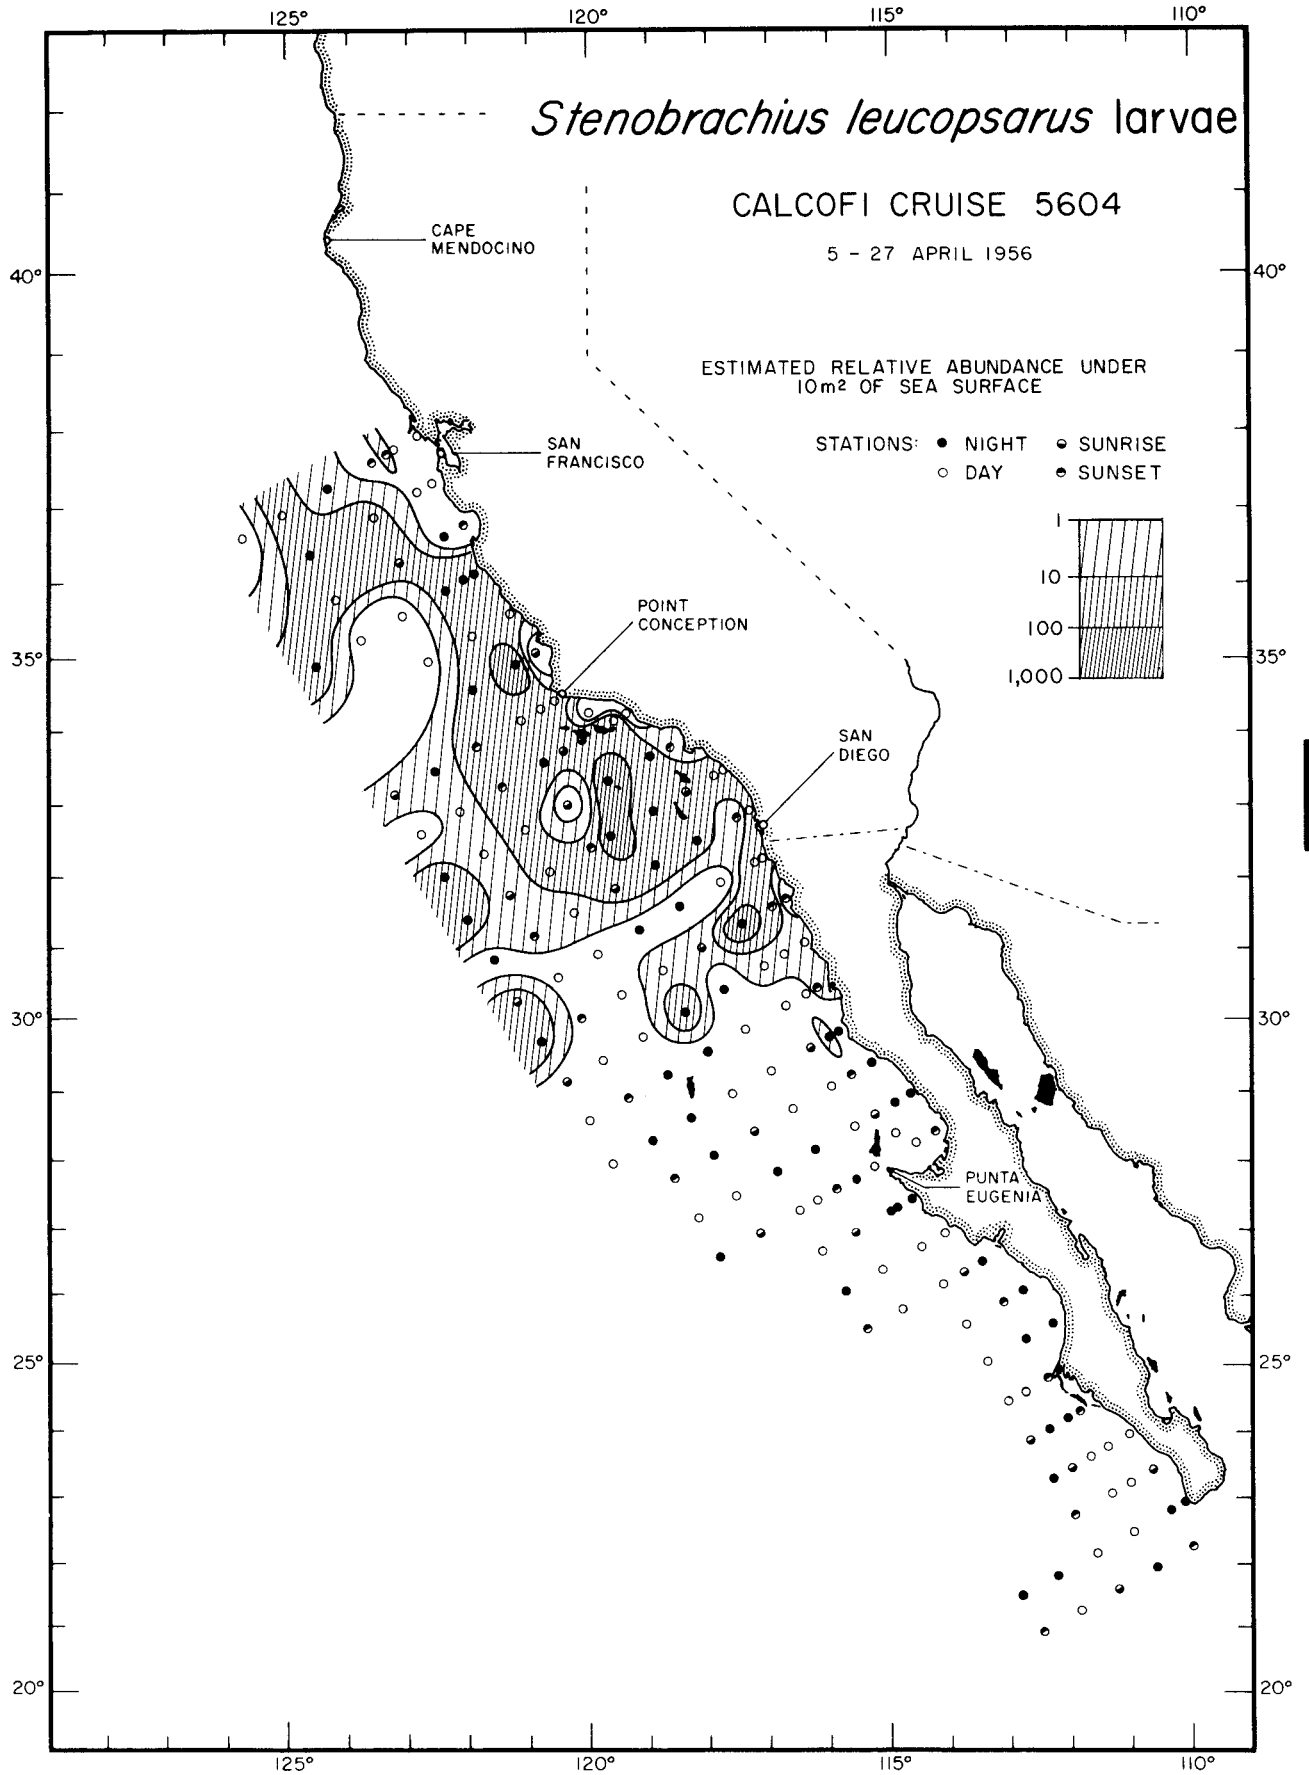 125° 120° 115° 110°
Stenobrachius leucopsarus larvae
CALCOFI CRUISE 5604
5 - 27 APRIL 1956
CAPE
MENDOCINO
40° 40°
ESTIMATED RELATIVE ABUNDANCE UNDER
10m² OF SEA SURFACE
STATIONS: ● NIGHT SUNRISE
○ DAY SUNSET
SAN
FRANCISCO
1
10
100
1,000
POINT
CONCEPTION
35° 35°
SAN
DIEGO
30° 30°
PUNTA
EUGENIA
25° 25°
20° 20°
125° 120° 115° 110°